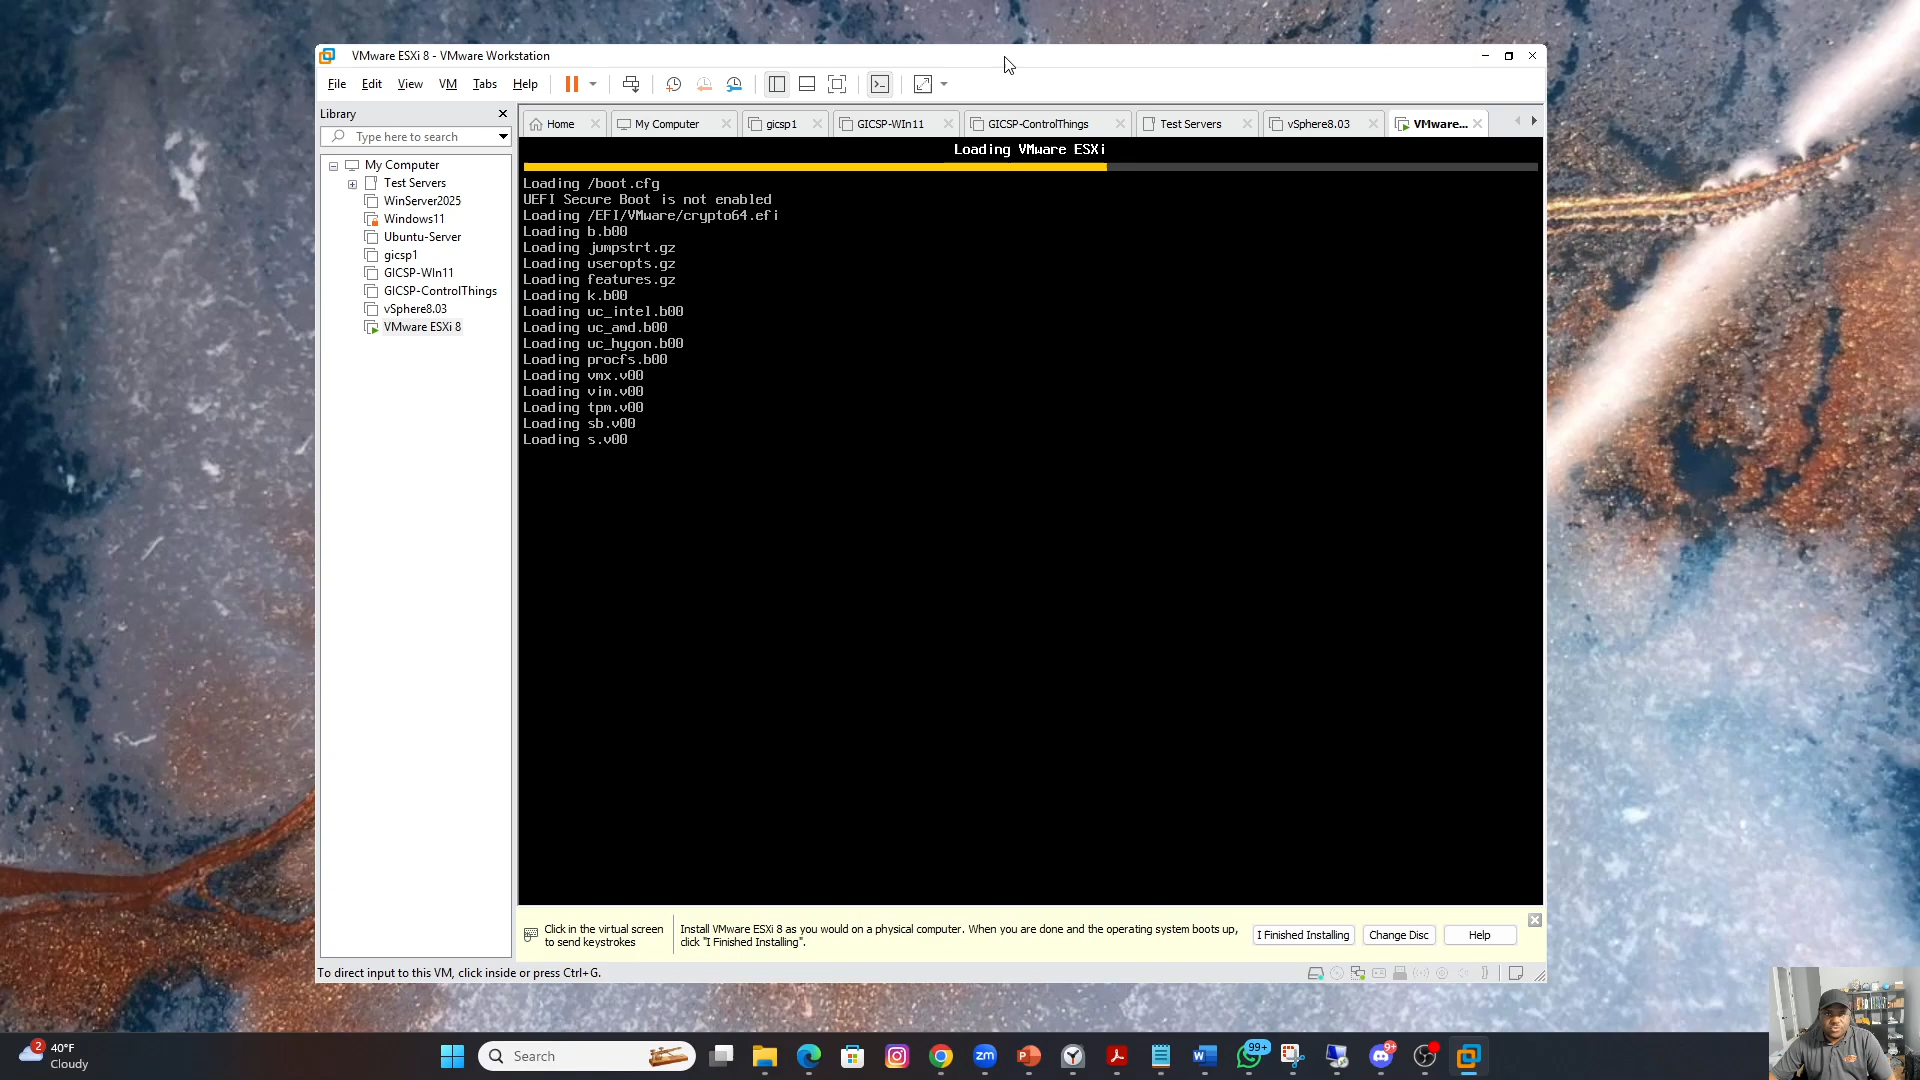 VMware ESXi 8 - VMware Workstation
File Edit View VM Tabs Help
Library
Type here to search
My Computer
Test Servers
WinServer2025
Windows11
Ubuntu-Server
gicsp1
GICSP-WIn11
GICSP-ControlThings
vSphere8.03
VMware ESXi 8
Home My Computer gicsp1 GICSP-WIn11 GICSP-ControlThings Test Servers vSphere8.03 VMware...
Loading VMware ESXi
Loading /boot.cfg
UEFI Secure Boot is not enabled
Loading /EFI/VMware/crypto64.efi
Loading b.b00
Loading jumpstrt.gz
Loading useropts.gz
Loading features.gz
Loading k.b00
Loading uc_intel.b00
Loading uc_amd.b00
Loading uc_hygon.b00
Loading procfs.b00
Loading vmx.v00
Loading vim.v00
Loading tpm.v00
Loading sb.v00
Loading s.v00
Click in the virtual screen
to send keystrokes
Install VMware ESXi 8 as you would on a physical computer. When you are done and the operating system boots up,
click "I Finished Installing".
I Finished Installing Change Disc Help
To direct input to this VM, click inside or press Ctrl+G.
2
40°F
Cloudy
Search
zm
99+
9+